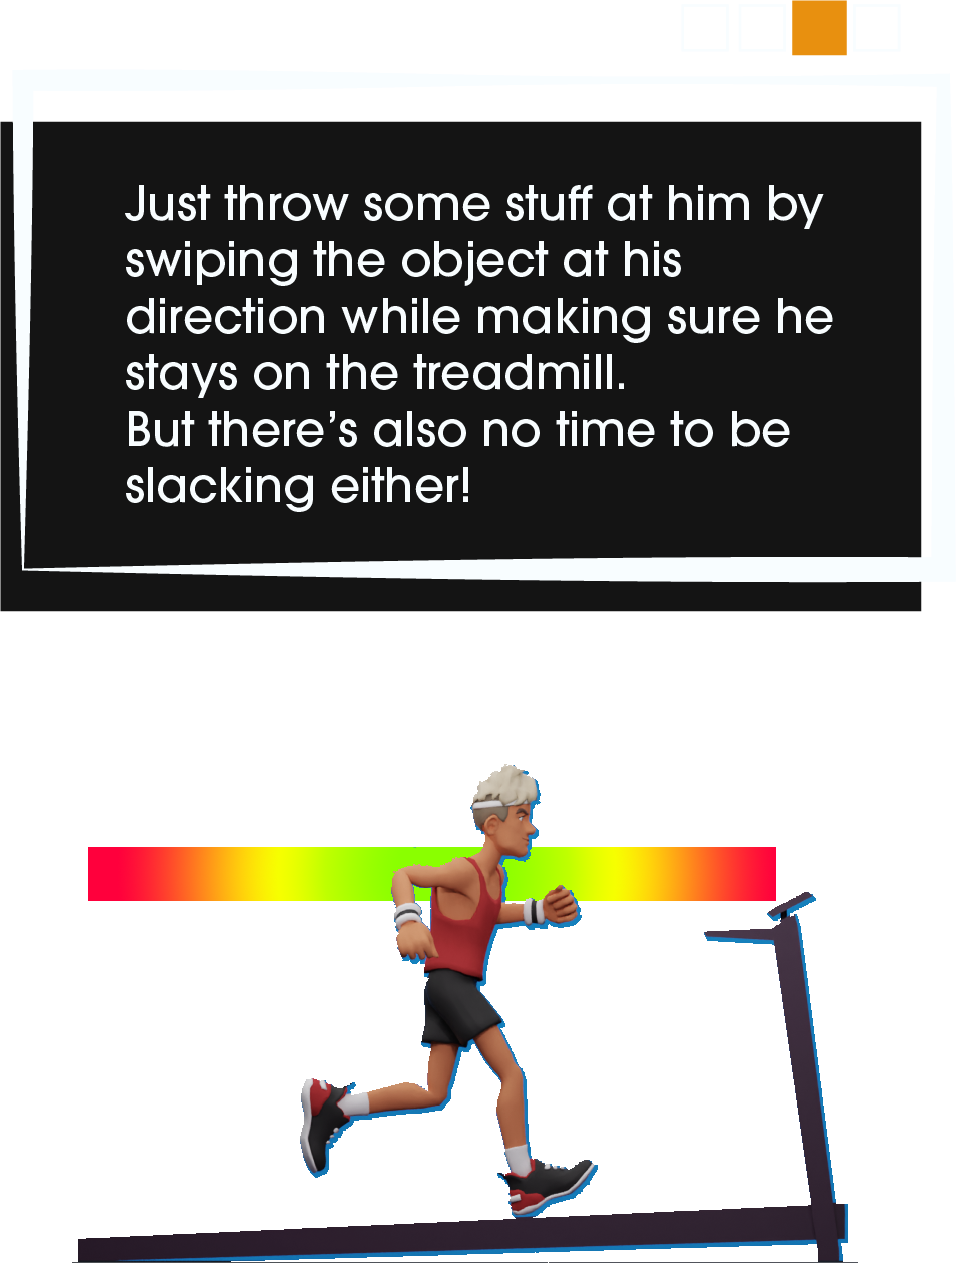 Just throw some stuff at him by
swiping the object at his
direction while making sure he
stays on the treadmill.
But there’s also no time to be
slacking either!